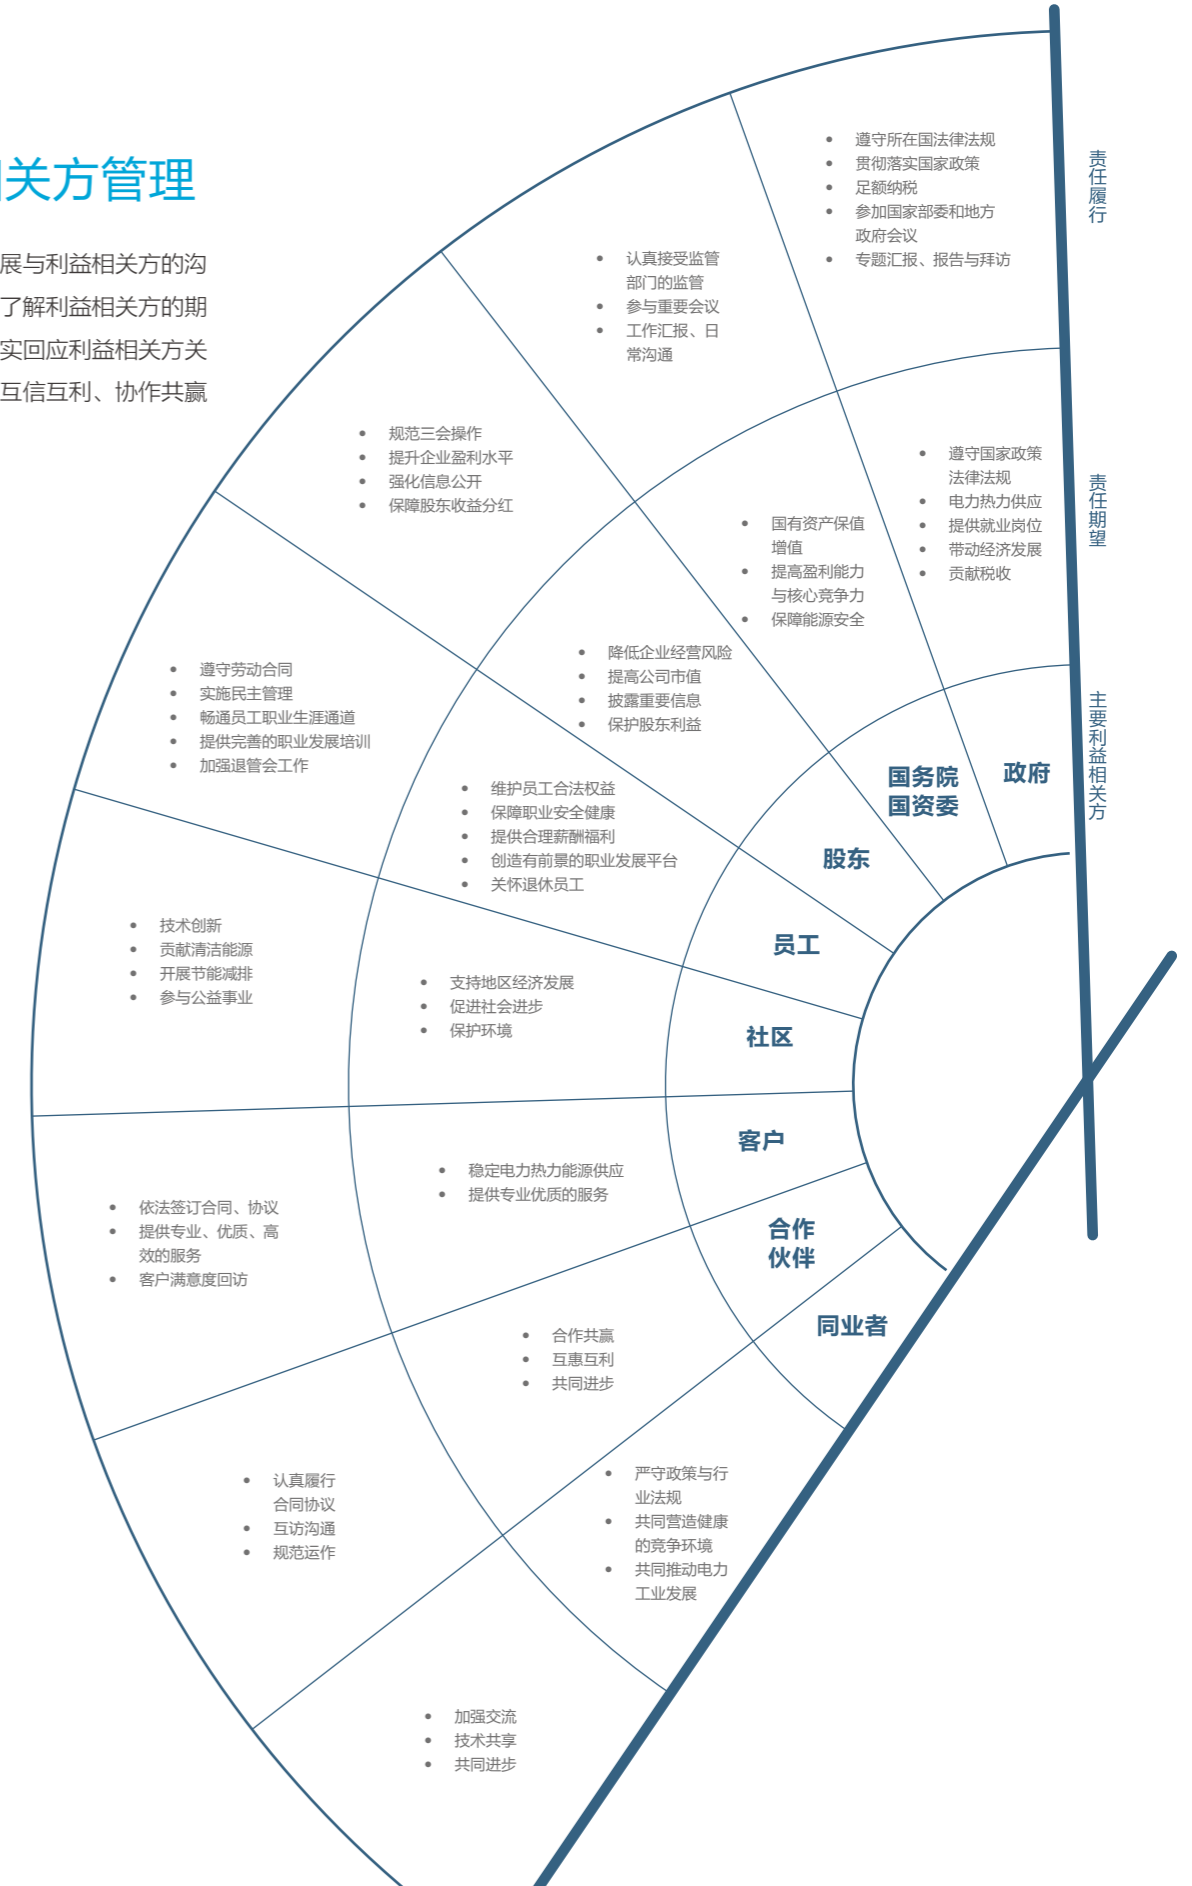 关方管理
展与利益相关方的沟
了解利益相关方的期
实回应利益相关方关
互信互利、协作共赢
责任履行
责任期望
主要利益相关方
• 遵守所在国法律法规
• 贯彻落实国家政策
• 足额纳税
• 参加国家部委和地方
政府会议
• 专题汇报、报告与拜访
• 遵守国家政策
法律法规
• 电力热力供应
• 提供就业岗位
• 带动经济发展
• 贡献税收
政府
• 认真接受监管
部门的监管
• 参与重要会议
• 工作汇报、日
常沟通
• 国有资产保值
增值
• 提高盈利能力
与核心竞争力
• 保障能源安全
国务院
国资委
• 规范三会操作
• 提升企业盈利水平
• 强化信息公开
• 保障股东收益分红
• 降低企业经营风险
• 提高公司市值
• 披露重要信息
• 保护股东利益
股东
• 遵守劳动合同
• 实施民主管理
• 畅通员工职业生涯通道
• 提供完善的职业发展培训
• 加强退管会工作
• 维护员工合法权益
• 保障职业安全健康
• 提供合理薪酬福利
• 创造有前景的职业发展平台
• 关怀退休员工
员工
• 技术创新
• 贡献清洁能源
• 开展节能减排
• 参与公益事业
• 支持地区经济发展
• 促进社会进步
• 保护环境
社区
• 依法签订合同、协议
• 提供专业、优质、高
效的服务
• 客户满意度回访
• 稳定电力热力能源供应
• 提供专业优质的服务
客户
• 认真履行
合同协议
• 互访沟通
• 规范运作
• 合作共赢
• 互惠互利
• 共同进步
合作
伙伴
• 加强交流
• 技术共享
• 共同进步
• 严守政策与行
业法规
• 共同营造健康
的竞争环境
• 共同推动电力
工业发展
同业者